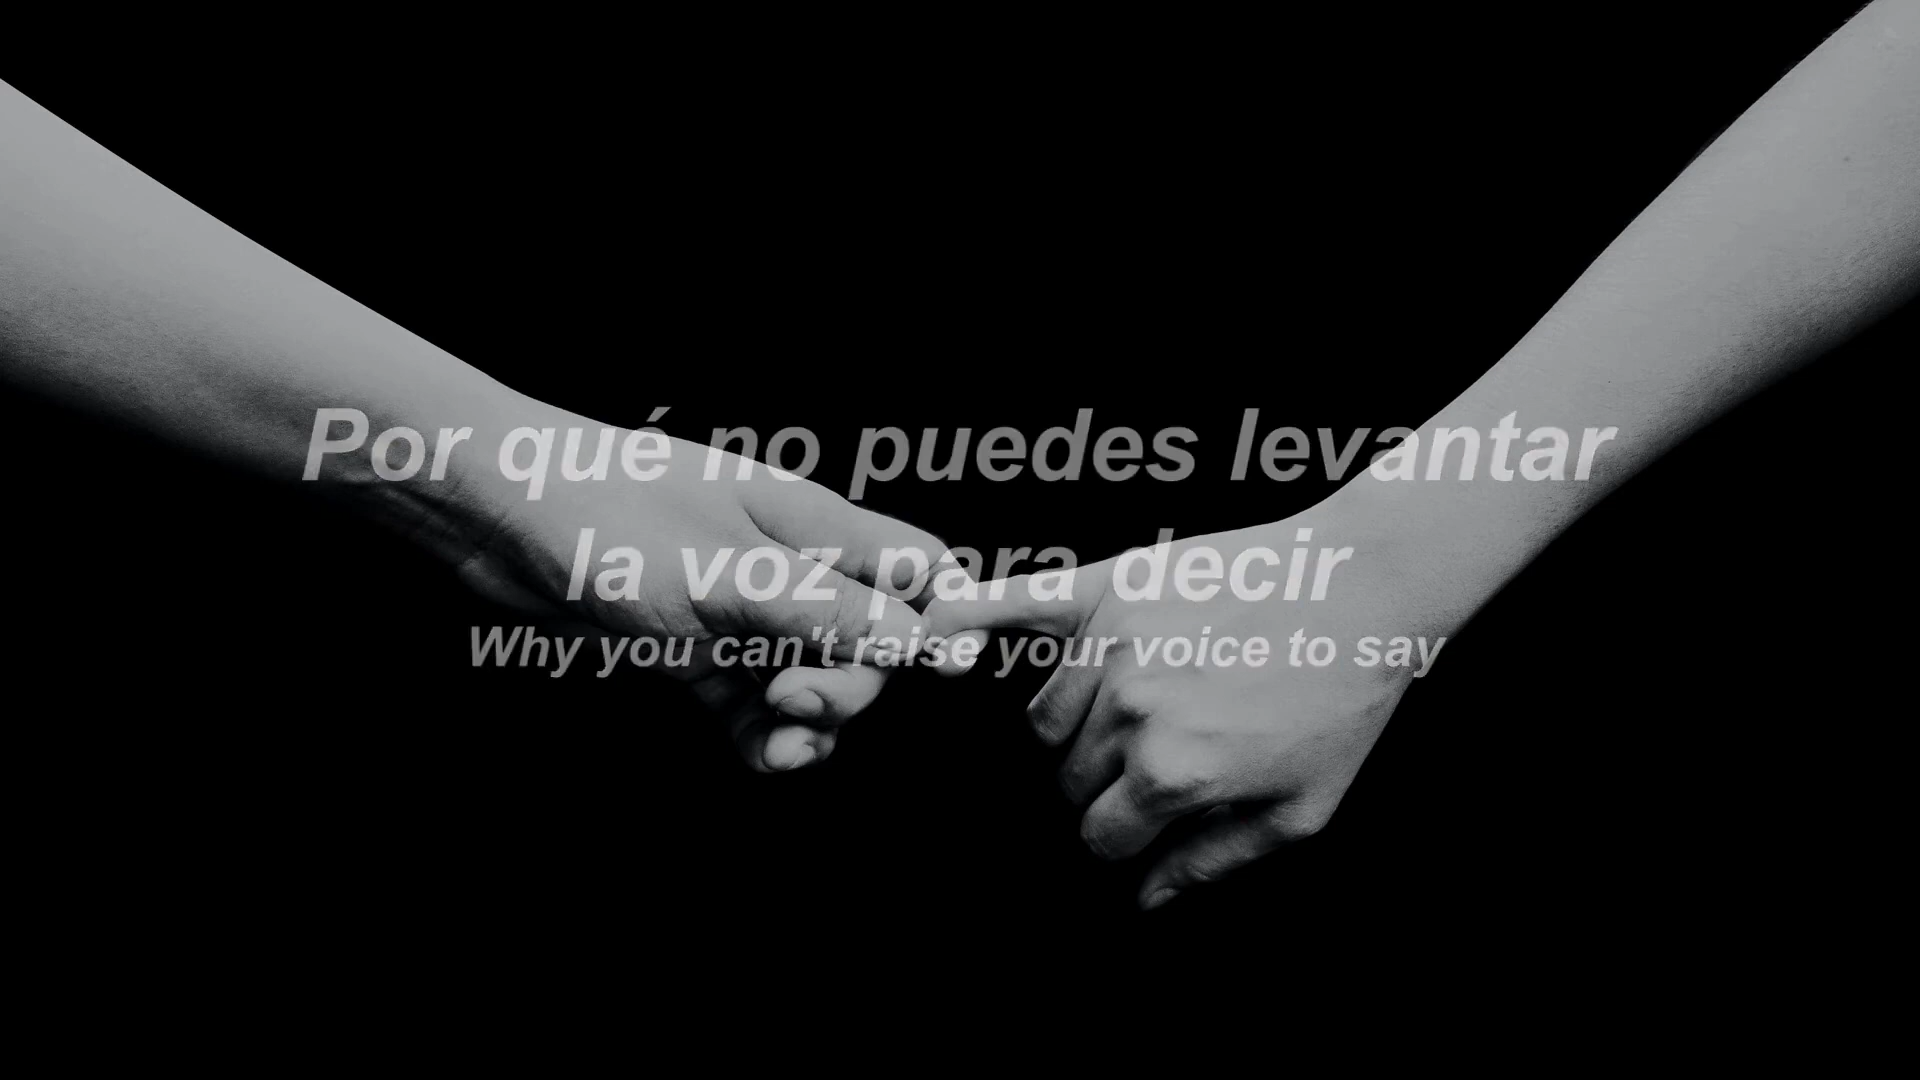 Por qué no puedes levantar
la voz para decir
Why you can't raise your voice to say